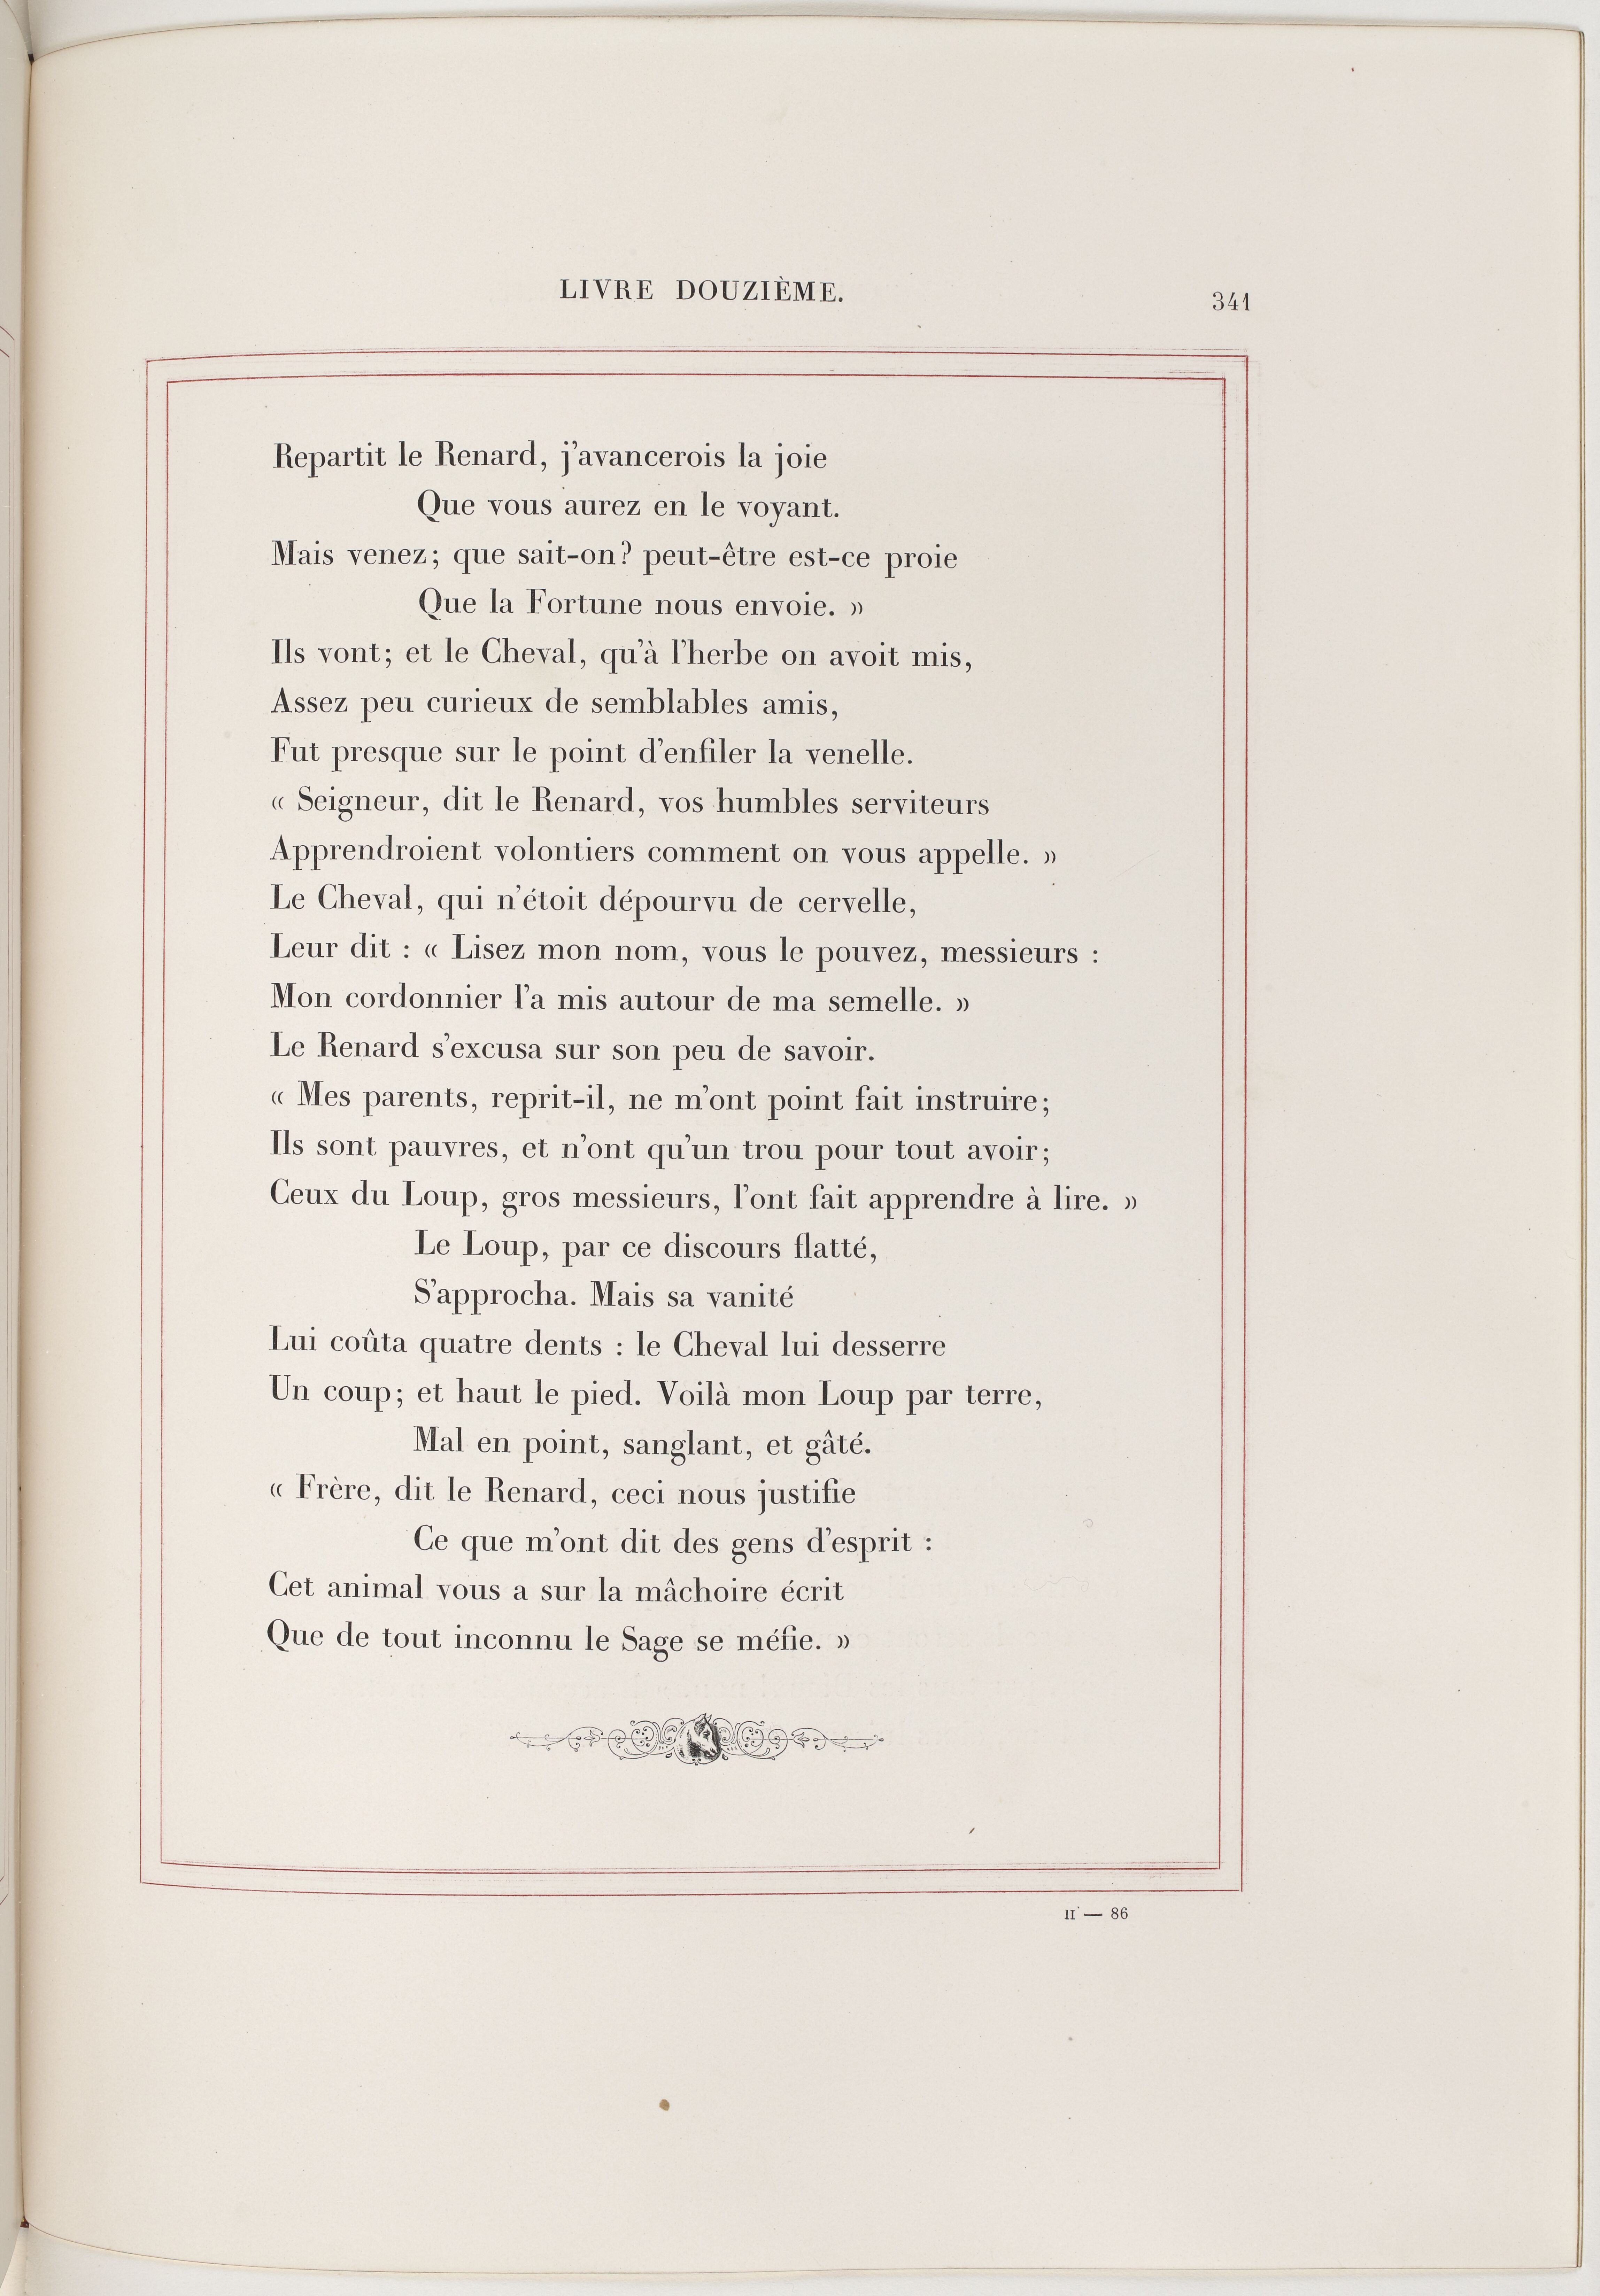 LIVRE DOUZIÈME.
341
Repartit le Renard, j'avancerois la joie
Que vous aurez en le voyant.
Mais venez; que sait-on? peut-être est-ce proie
Que la Fortune nous envoie. »
Ils vont; et le Cheval, qu'à l'herbe on avoit mis,
Assez peu curieux de semblables amis,
Fut presque sur le point d'enfiler la venelle.
« Seigneur, dit le Renard, vos humbles serviteurs
Apprendroient volontiers comment on vous appelle. »
Le Cheval, qui n'étoit dépourvu de cervelle,
Leur dit : « Lisez mon nom, vous le pouvez, messieurs :
Mon cordonnier l'a mis autour de ma semelle. »
Le Renard s'excusa sur son peu de savoir.
« Mes parents, reprit-il, ne m'ont point fait instruire;
Ils sont pauvres, et n'ont qu'un trou pour tout avoir;
Ceux du Loup, gros messieurs, l'ont fait apprendre à lire. »
Le Loup, par ce discours flatté,
S'approcha. Mais sa vanité
Lui coûta quatre dents : le Cheval lui desserre
Un coup; et haut le pied. Voilà mon Loup par terre,
Mal en point, sanglant, et gâté.
« Frère, dit le Renard, ceci nous justifie
Ce que m'ont dit des gens d'esprit :
Cet animal vous a sur la mâchoire écrit
Que de tout inconnu le Sage se méfie. »
II — 86